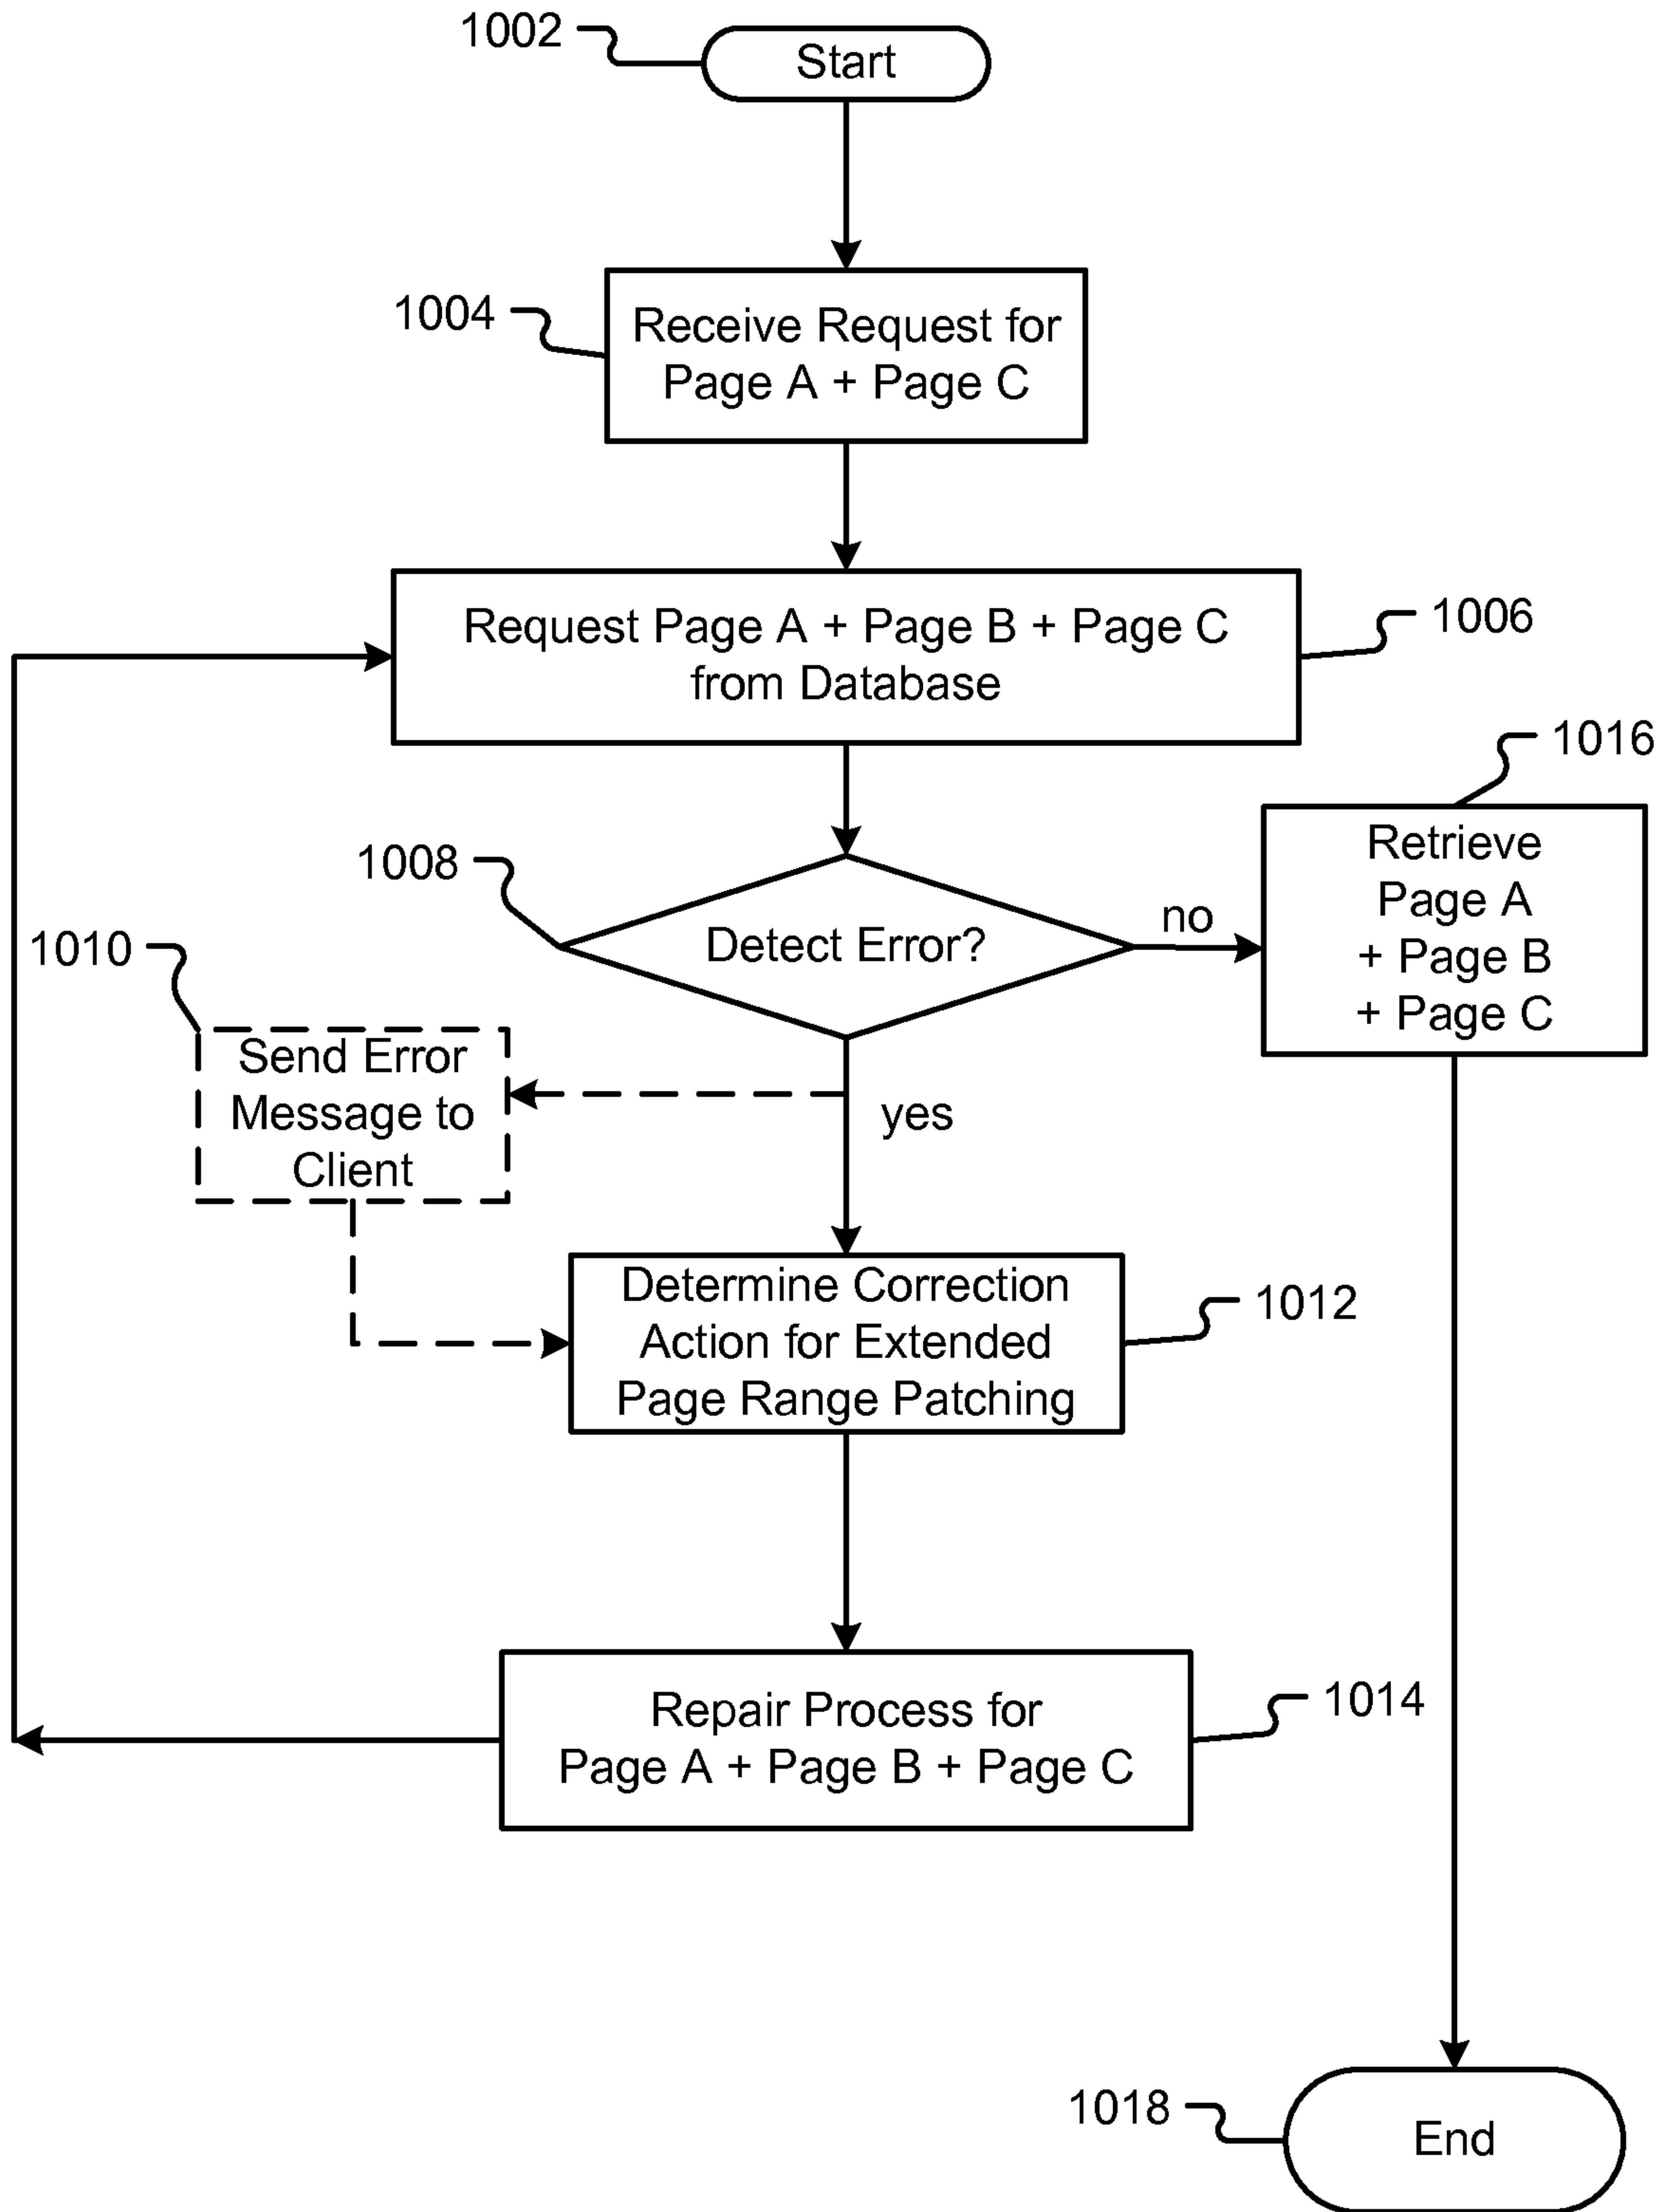 1002
Start
1004
Receive Request for
Page A + Page C
Request Page A + Page B + Page C
from Database
1006
1016
Retrieve
Page A
+ Page B
+ Page C
1008
Detect Error?
no
1010
Send Error
Message to
Client
yes
Determine Correction
Action for Extended
Page Range Patching
1012
Repair Process for
Page A + Page B + Page C
1014
1018
End